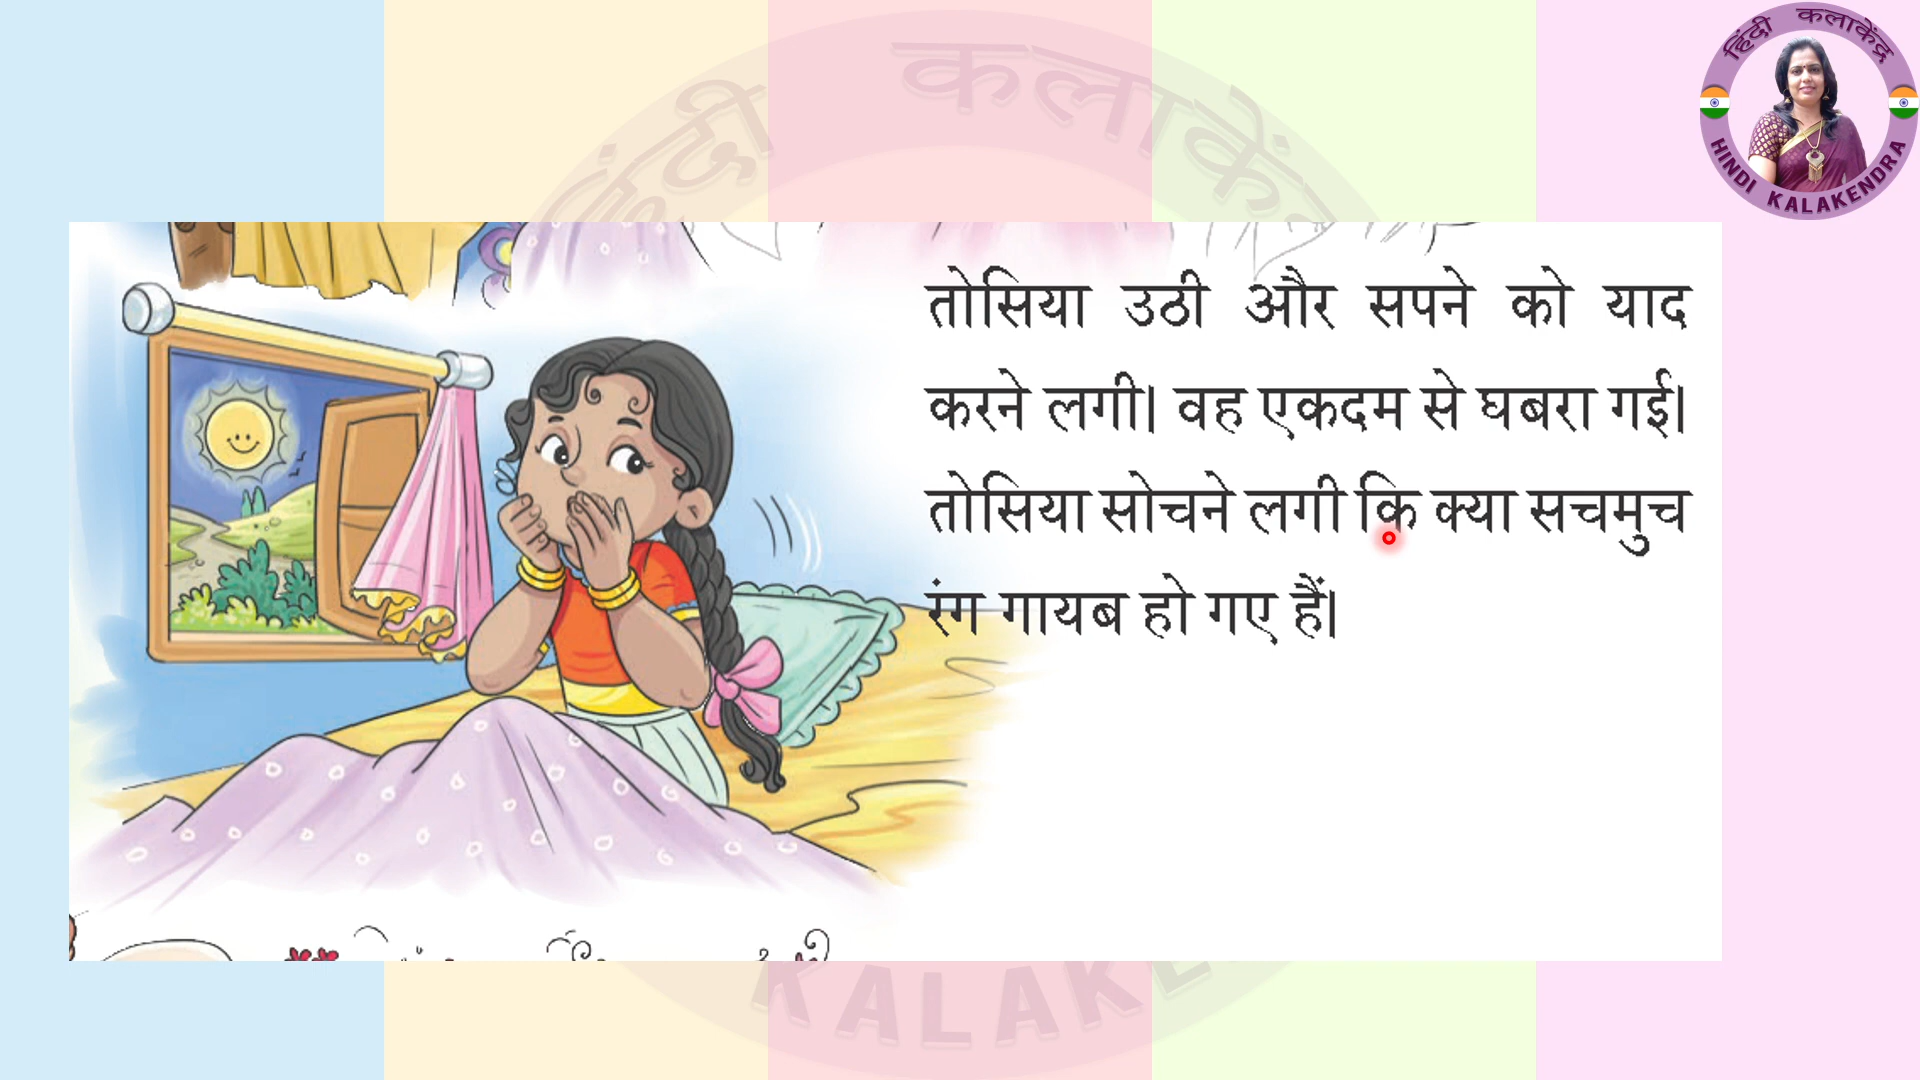 हिंदी कलाकेंद्र
HINDI KALAKENDRA
तोसिया उठी और सपने को याद
करने लगी। वह एकदम से घबरा गई।
तोसिया सोचने लगी कि क्या सचमुच
रंग गायब हो गए हैं।